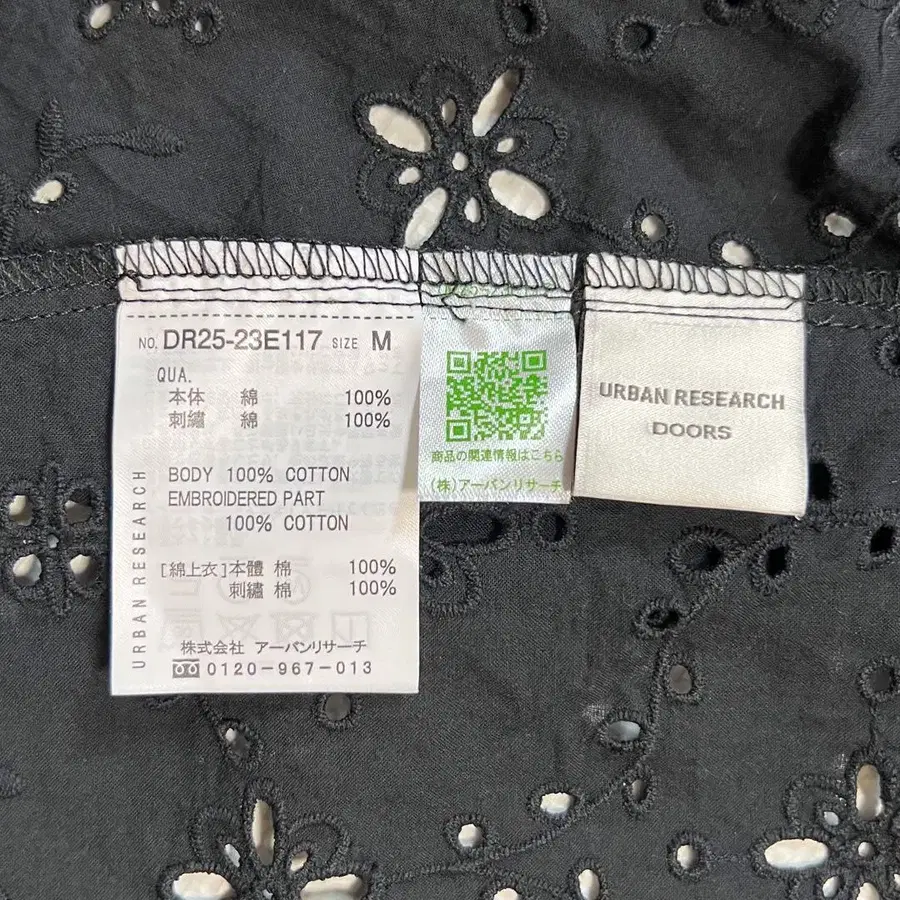 NO. DR25-23E117 SIZE M
QUA.
本体 綿 100%
刺繍 綿 100%
BODY 100% COTTON
EMBROIDERED PART
100% COTTON
[綿上衣]本體 棉 100%
刺繡 棉 100%
URBAN RESEARCH
株式会社 アーバンリサーチ
0120-967-013
商品の関連情報はこちら
(株)アーバンリサーチ
URBAN RESEARCH
DOORS